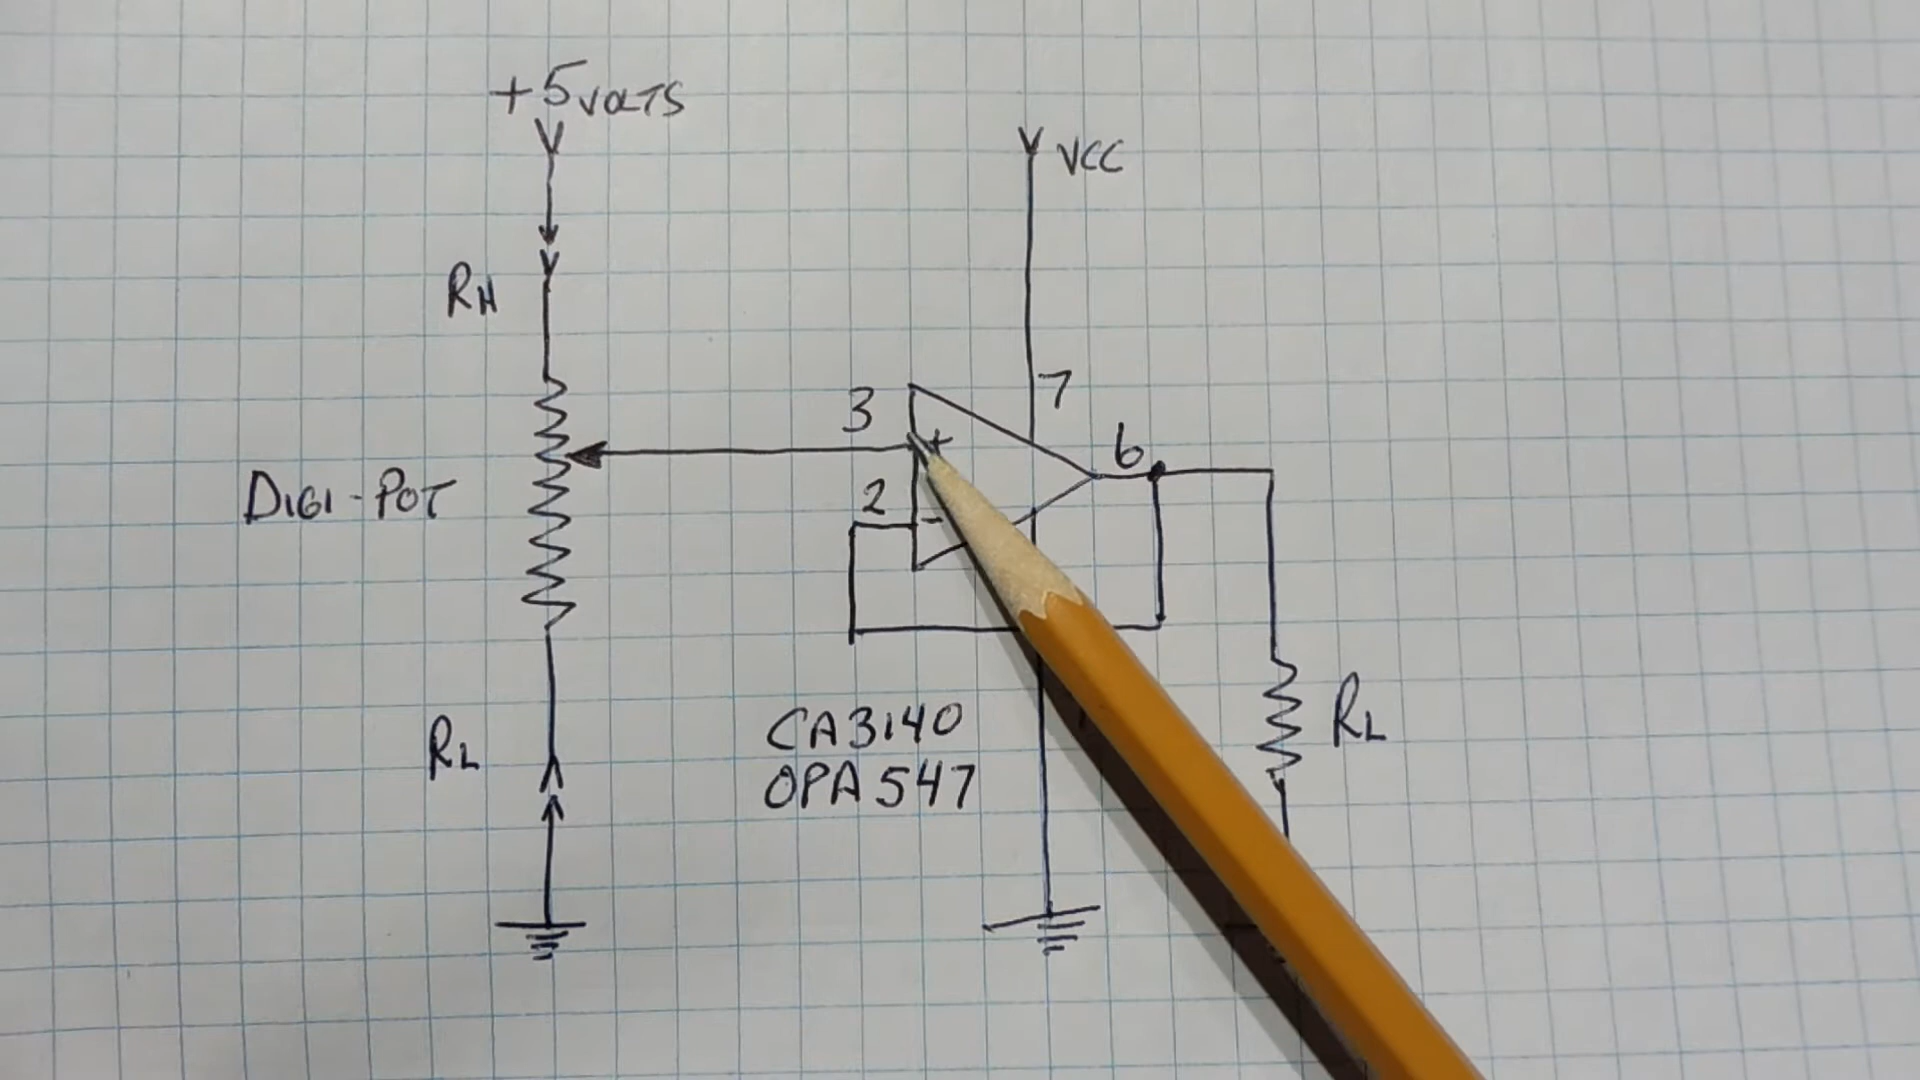 +5VOLTS
VCC
RH
7
3
+
6
DIGI-POT
2
-
RL
CA3140
OPA547
RL